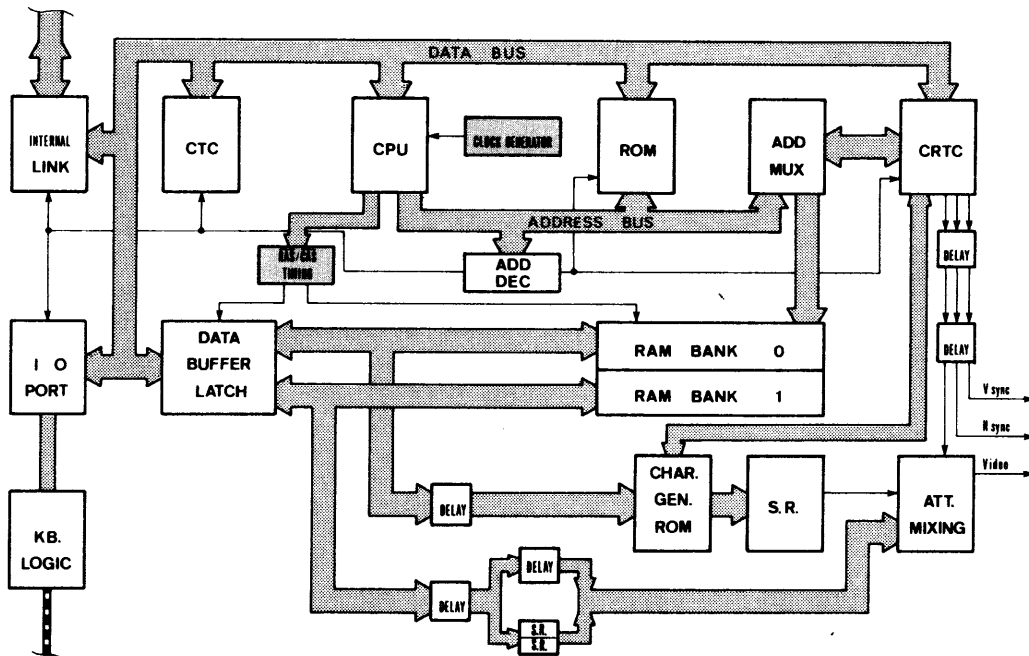 DATA BUS
INTERNAL
LINK
CTC
CPU
CLOCK GENERATOR
ROM
ADD
MUX
CRTC
ADDRESS BUS
RAS/CAS
TIMING
ADD
DEC
DELAY
I O
PORT
DATA
BUFFER
LATCH
RAM BANK 0
RAM BANK 1
DELAY
V sync
H sync
Video
KB.
LOGIC
DELAY
CHAR.
GEN.
ROM
S.R.
ATT.
MIXING
DELAY
DELAY
S.R.
S.R.